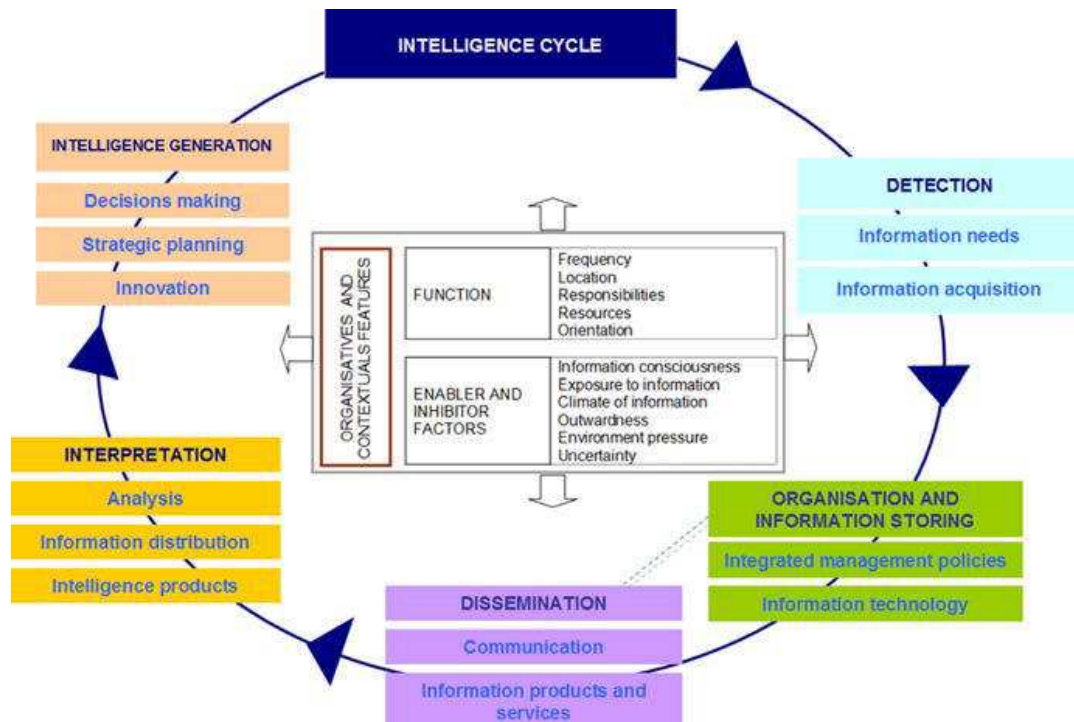 INTELLIGENCE CYCLE
INTELLIGENCE GENERATION
Decisions making
Strategic planning
Innovation
DETECTION
Information needs
Information acquisition
ORGANISATIVES AND
CONTEXTUALS FEATURES
FUNCTION
Frequency
Location
Responsibilities
Resources
Orientation
ENABLER AND
INHIBITOR
FACTORS
Information consciousness
Exposure to information
Climate of information
Outwardness
Environment pressure
Uncertainty
INTERPRETATION
Analysis
Information distribution
Intelligence products
ORGANISATION AND
INFORMATION STORING
Integrated management policies
Information technology
DISSEMINATION
Communication
Information products and
services